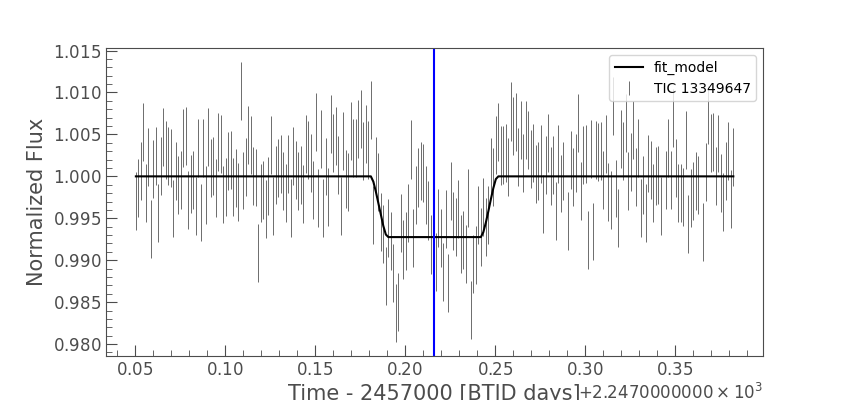 1.015
1.010
1.005
1.000
0.995
0.990
0.985
0.980
Normalized Flux
fit_model
TIC 13349647
0.05 0.10 0.15 0.20 0.25 0.30 0.35
Time - 2457000 [BTJD days]
+2.2470000000 × 10³